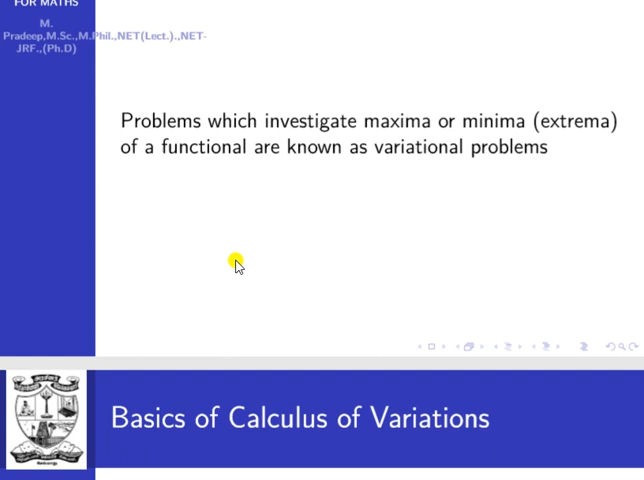 FOR MATHS
M.
Pradeep,M.Sc.,M.Phil.,NET(Lect.).,NET-
JRF.,(Ph.D)
Problems which investigate maxima or minima (extrema)
of a functional are known as variational problems
Basics of Calculus of Variations